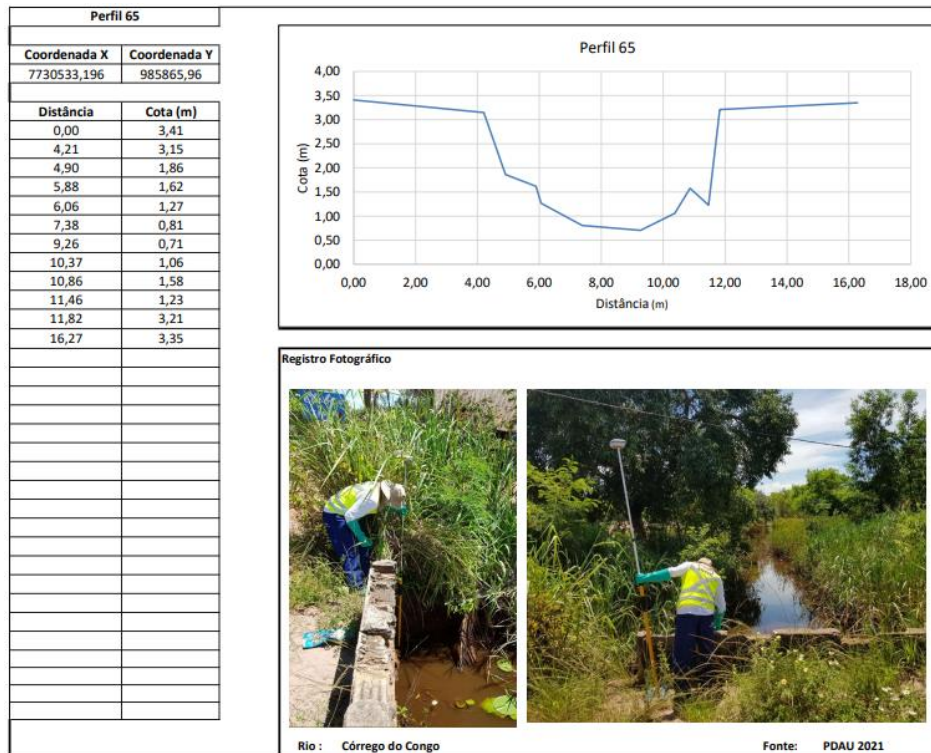 Perfil 65
Coordenada X Coordenada Y
7730533,196 985865,96
Distância Cota (m)
0,00 3,41
4,21 3,15
4,90 1,86
5,88 1,62
6,06 1,27
7,38 0,81
9,26 0,71
10,37 1,06
10,86 1,58
11,46 1,23
11,82 3,21
16,27 3,35
Perfil 65
Cota (m)
4,00
3,50
3,00
2,50
2,00
1,50
1,00
0,50
0,00
0,00 2,00 4,00 6,00 8,00 10,00 12,00 14,00 16,00 18,00
Distância (m)
Registro Fotográfico
Rio : Córrego do Congo Fonte: PDAU 2021